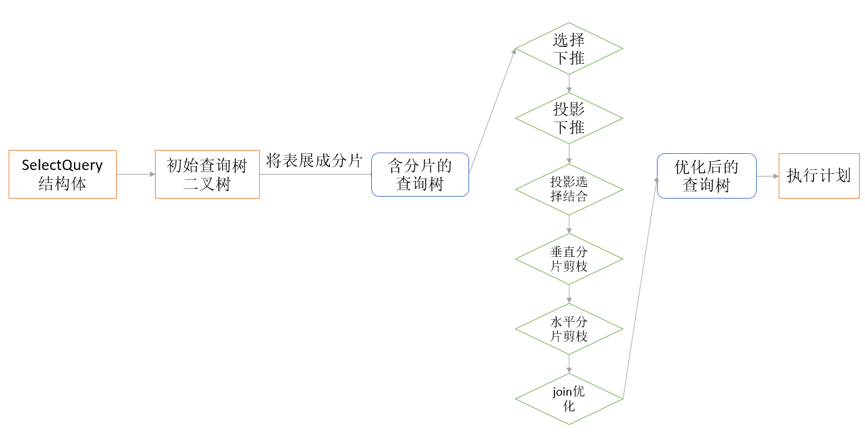 SelectQuery
结构体
初始查询树
二叉树
将表展成分片
含分片的
查询树
选择
下推
投影
下推
投影选
择结合
垂直分
片剪枝
水平分
片剪枝
join优
化
优化后的
查询树
执行计划